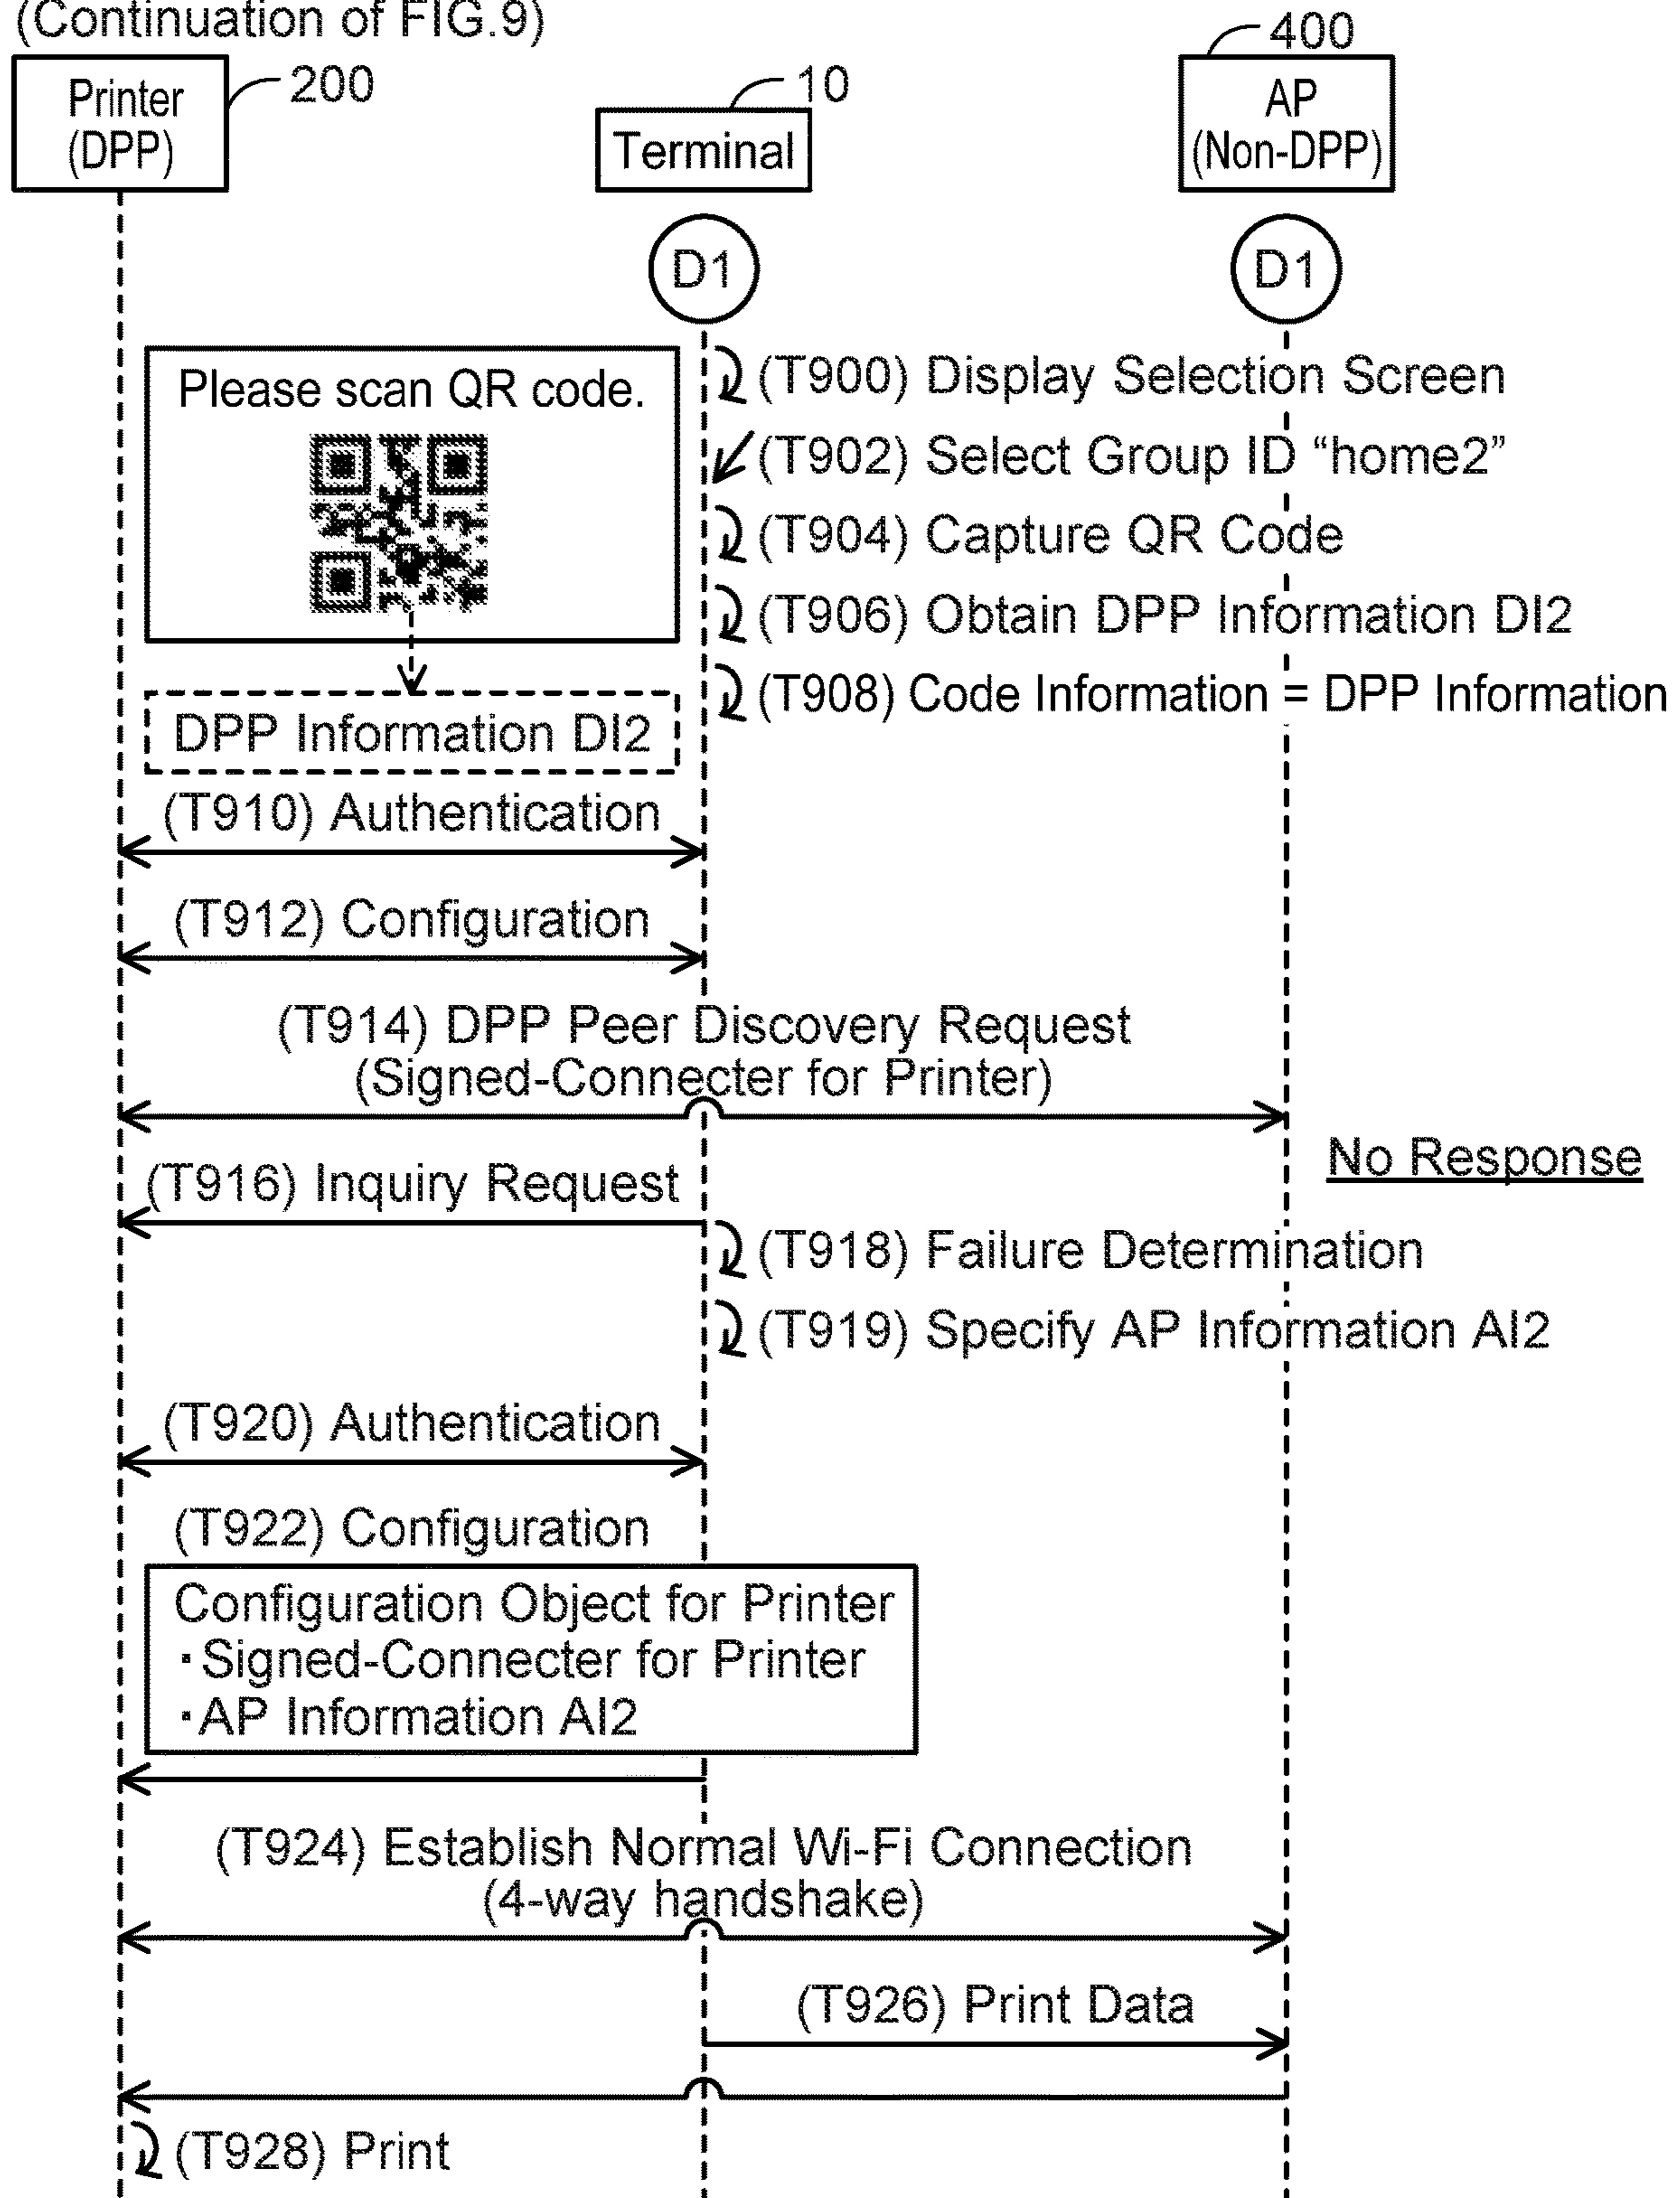 (Continuation of FIG.9)
400
200
10
Printer
(DPP)
Terminal
AP
(Non-DPP)
D1
D1
Please scan QR code.
(T900) Display Selection Screen
(T902) Select Group ID “home2”
(T904) Capture QR Code
(T906) Obtain DPP Information DI2
(T908) Code Information = DPP Information
DPP Information DI2
(T910) Authentication
(T912) Configuration
(T914) DPP Peer Discovery Request
(Signed-Connecter for Printer)
No Response
(T916) Inquiry Request
(T918) Failure Determination
(T919) Specify AP Information AI2
(T920) Authentication
(T922) Configuration
Configuration Object for Printer
・Signed-Connecter for Printer
・AP Information AI2
(T924) Establish Normal Wi-Fi Connection
(4-way handshake)
(T926) Print Data
(T928) Print